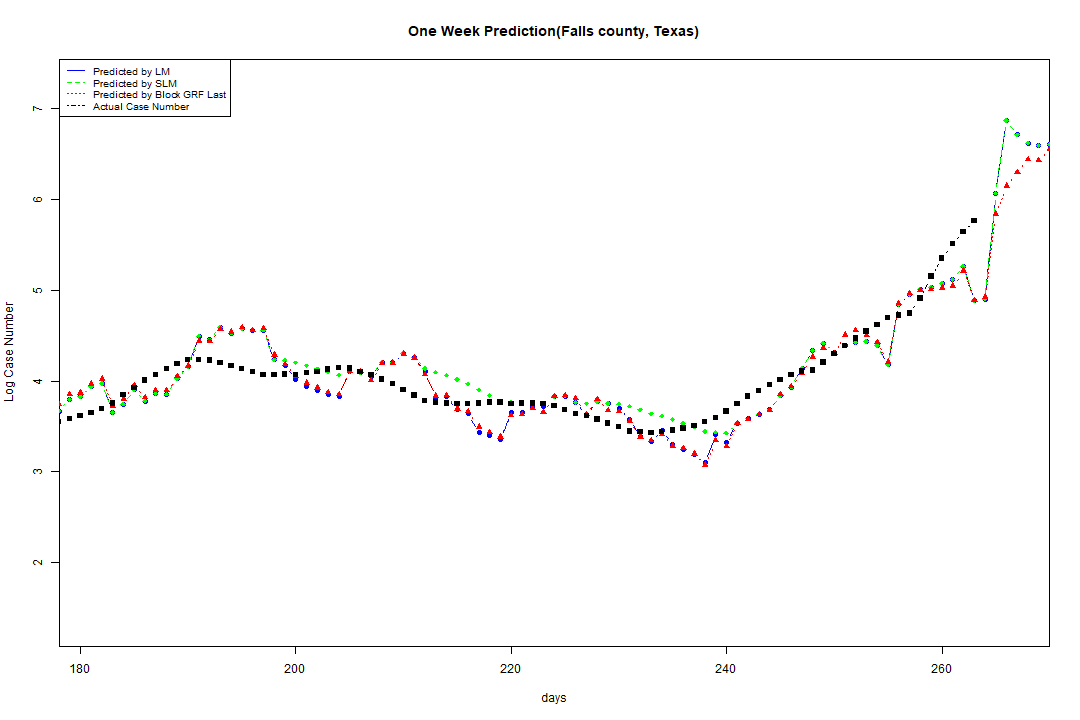 One Week Prediction(Falls county, Texas)
Predicted by LM
Predicted by SLM
Predicted by Block GRF Last
Actual Case Number
7
6
5
4
3
2
Log Case Number
180 200 220 240 260
days